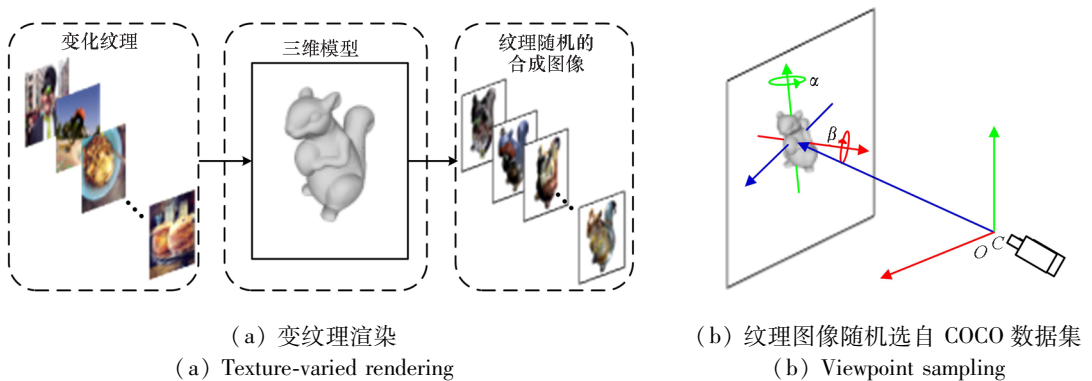 变化纹理
三维模型
纹理随机的
合成图像
α
β
O
C
(a) 变纹理渲染
(a) Texture-varied rendering
(b) 纹理图像随机选自 COCO 数据集
(b) Viewpoint sampling